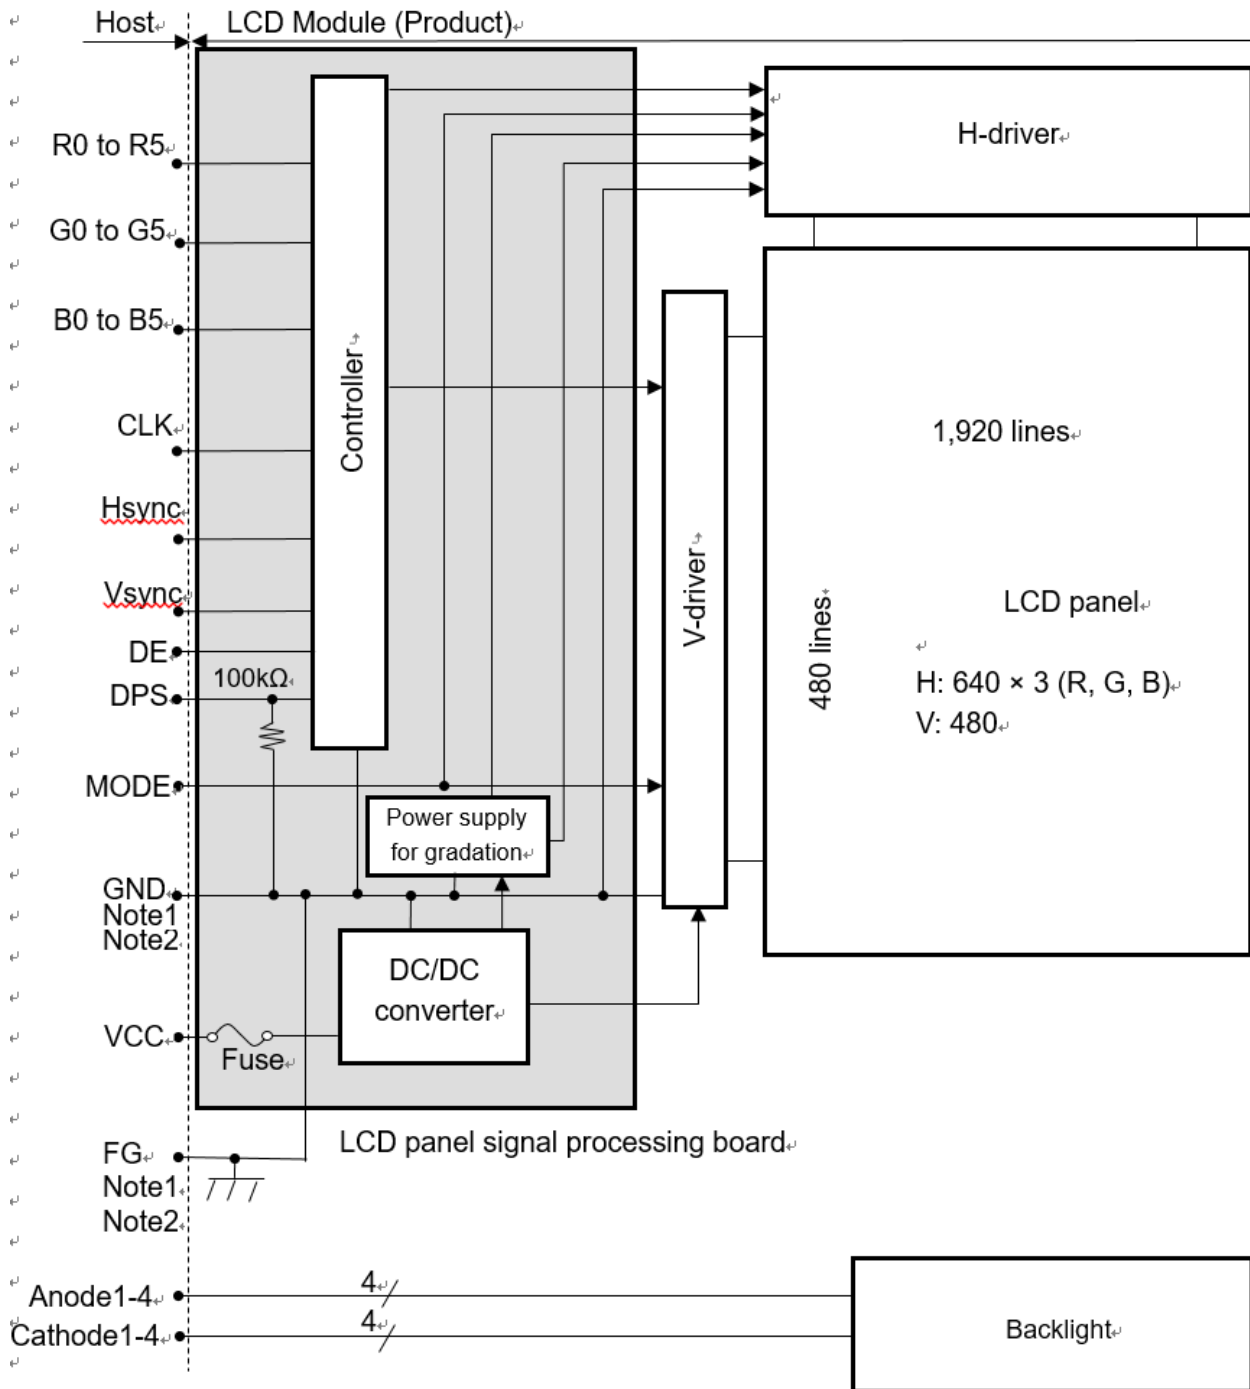 Host
LCD Module (Product)
R0 to R5
G0 to G5
B0 to B5
CLK
Hsync
Vsync
DE
DPS
100kΩ
MODE
GND
Note1
Note2
VCC
Fuse
FG
Note1
Note2
Anode1-4
Cathode1-4
4
4
Controller
Power supply
for gradation
DC/DC
converter
LCD panel signal processing board
V-driver
H-driver
1,920 lines
480 lines
LCD panel
H: 640 × 3 (R, G, B)
V: 480
Backlight